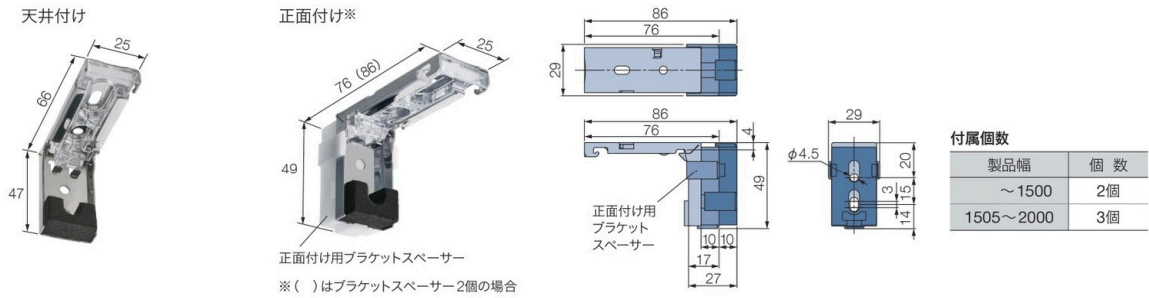 天井付け
25
66
47
正面付け※
25
76（86）
49
正面付け用ブラケットスペーサー
※（　）はブラケットスペーサー2個の場合
86
76
29
86
76
4
49
正面付け用
ブラケット
スペーサー
10
10
17
27
29
φ4.5
20
15
3
14
付属個数
製品幅 個 数
～1500 2個
1505～2000 3個